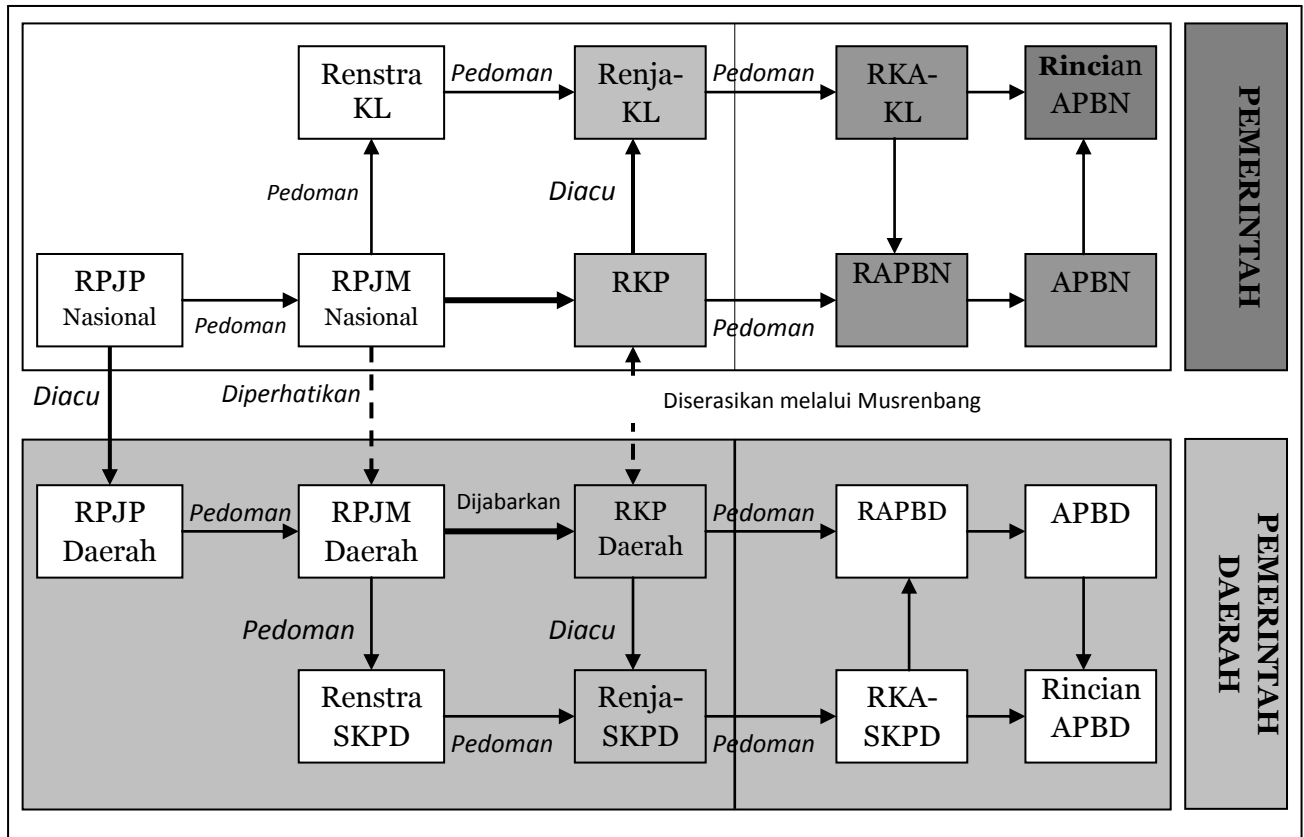 Renstra
KL
Pedoman
Renja-
KL
Pedoman
RKA-
KL
Rincian
APBN
PEMERINTAH
Pedoman
Diacu
RPJP
Nasional
Pedoman
RPJM
Nasional
RKP
Pedoman
RAPBN
APBN
Diacu
Diperhatikan
Diserasikan melalui Musrenbang
RPJP
Daerah
Pedoman
RPJM
Daerah
Dijabarkan
RKP
Daerah
Pedoman
RAPBD
APBD
PEMERINTAH
DAERAH
Pedoman
Diacu
Renstra
SKPD
Pedoman
Renja-
SKPD
Pedoman
RKA-
SKPD
Rincian
APBD